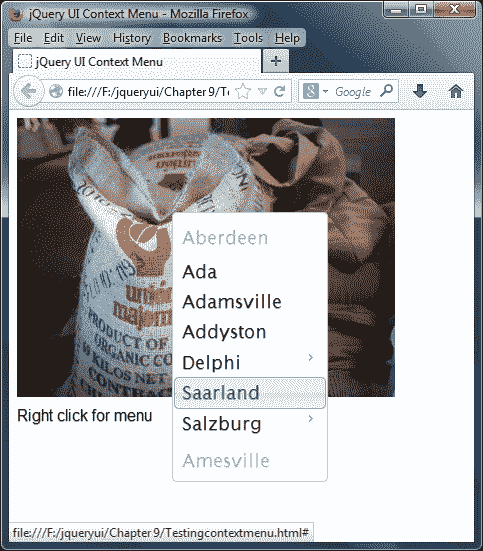 jQuery UI Context Menu - Mozilla Firefox
File Edit View History Bookmarks Tools Help
jQuery UI Context Menu
file:///F:/jqueryui/Chapter 9/Te
Google
Aberdeen
Ada
Adamsville
Addyston
Delphi
Saarland
Salzburg
Amesville
PRODUCT OF
ORGANIC CO
KILOS NET
CONTRAC
Right click for menu
file:///F:/jqueryui/Chapter 9/Testingcontextmenu.html#